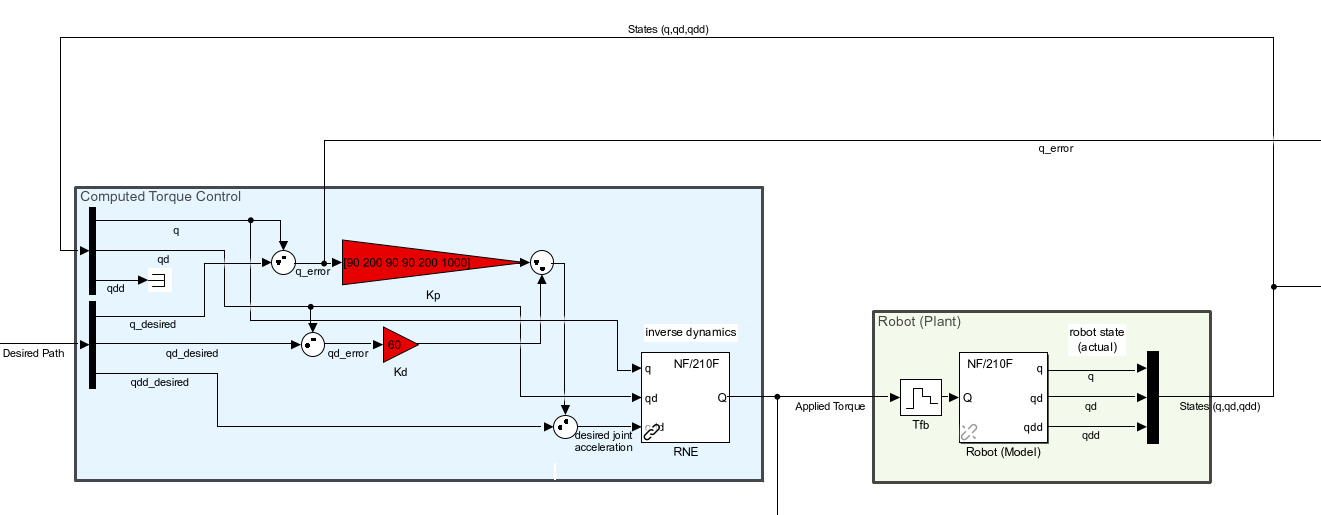 States (q,qd,qdd)
q_error
Computed Torque Control
q
qd
qdd
q_error
[90 200 90 90 200 1000]
Kp
q_desired
qd_desired
qd_error
60
Kd
qdd_desired
Desired Path
desired joint
acceleration
inverse dynamics
NF/210F
q
qd
Q
RNE
Applied Torque
Robot (Plant)
robot state
(actual)
Tfb
NF/210F
Q
q
qd
qdd
Robot (Model)
q
qd
qdd
States (q,qd,qdd)